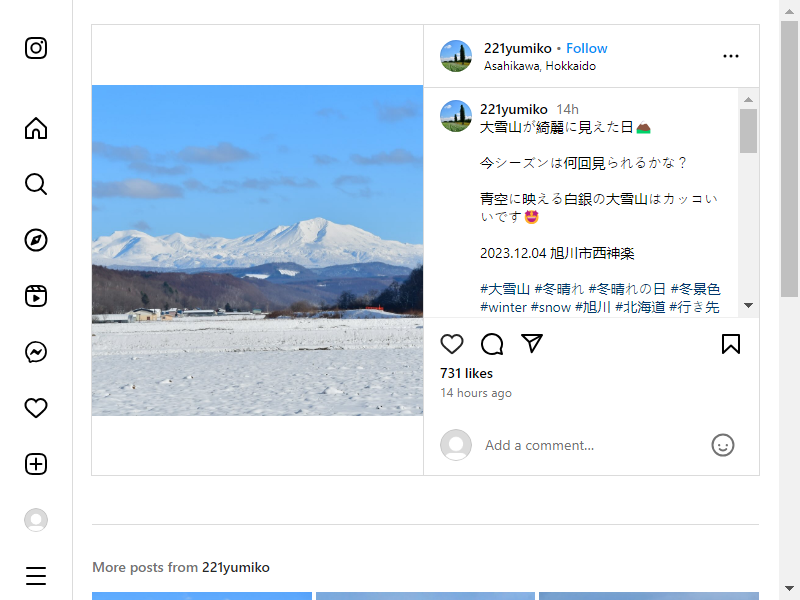 221yumiko • Follow
Asahikawa, Hokkaido
221yumiko 14h
大雪山が綺麗に見えた日
今シーズンは何回見られるかな？
青空に映える白銀の大雪山はカッコい
いです
2023.12.04 旭川市西神楽
#大雪山 #冬晴れ #冬晴れの日 #冬景色
#winter #snow #旭川 #北海道 #行き先
731 likes
14 hours ago
Add a comment...
More posts from 221yumiko